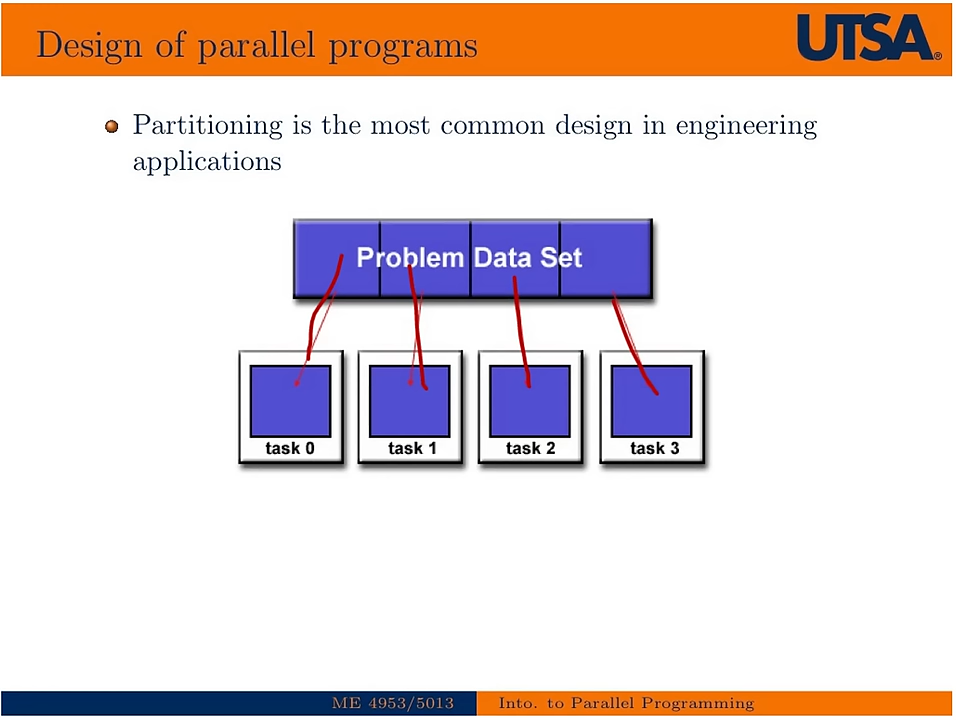 Design of parallel programs
UTSA®
Partitioning is the most common design in engineering
applications
Problem Data Set
task 0
task 1
task 2
task 3
ME 4953/5013
Into. to Parallel Programming